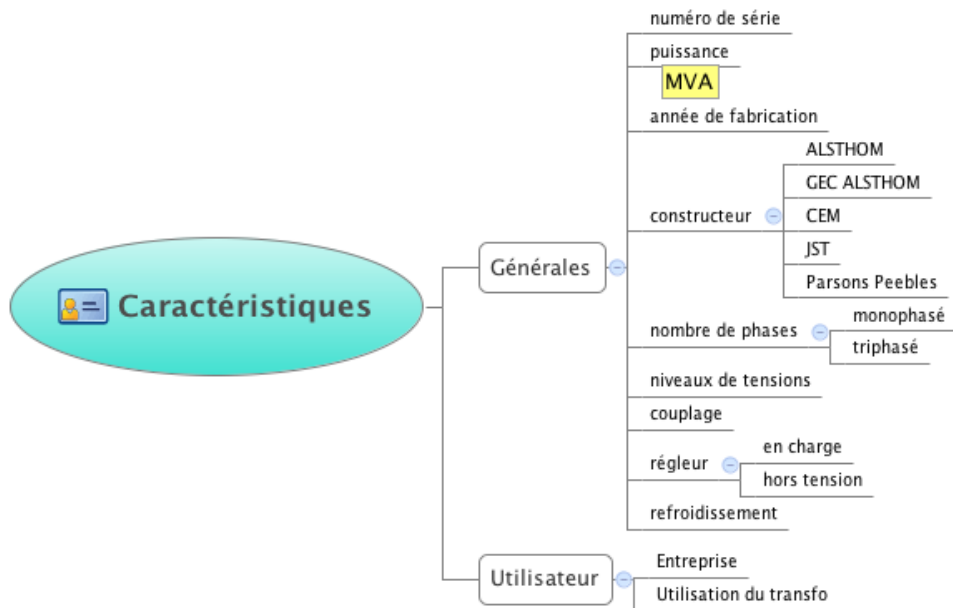 Caractéristiques
Générales
numéro de série
puissance
MVA
année de fabrication
constructeur
ALSTHOM
GEC ALSTHOM
CEM
JST
Parsons Peebles
nombre de phases
monophasé
triphasé
niveaux de tensions
couplage
régleur
en charge
hors tension
refroidissement
Utilisateur
Entreprise
Utilisation du transfo